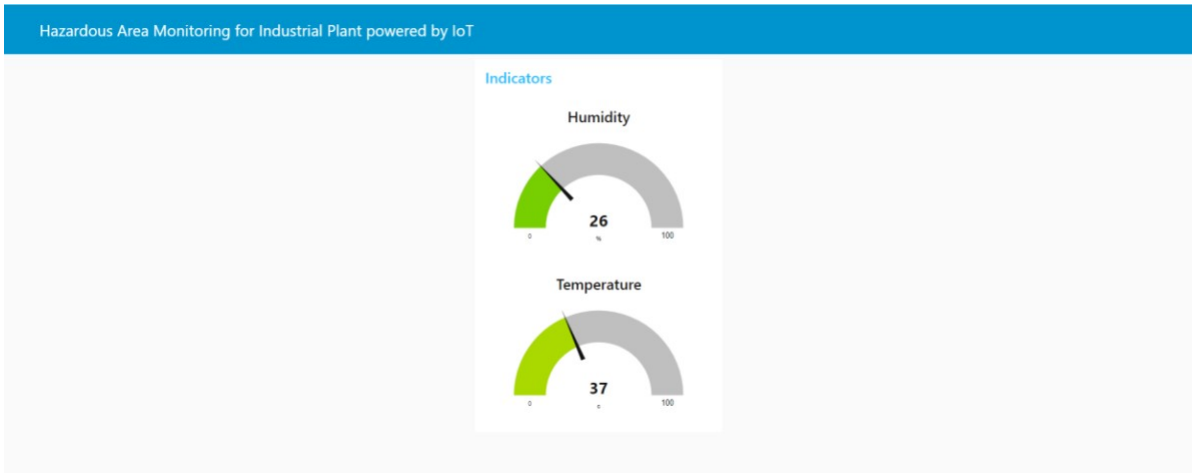 Hazardous Area Monitoring for Industrial Plant powered by IoT
Indicators
Humidity
26
%
0 100
Temperature
37
°
0 100